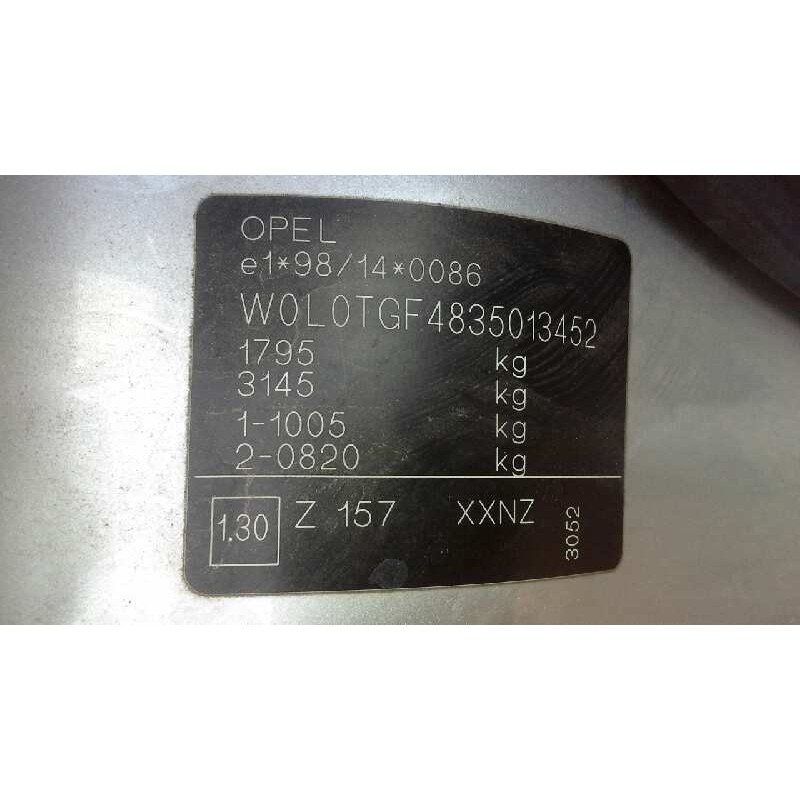 OPEL
e1*98/14*0086
W0L0TGF4835013452
1795 kg
3145 kg
1-1005 kg
2-0820 kg
1.30 Z 157 XXNZ 3052